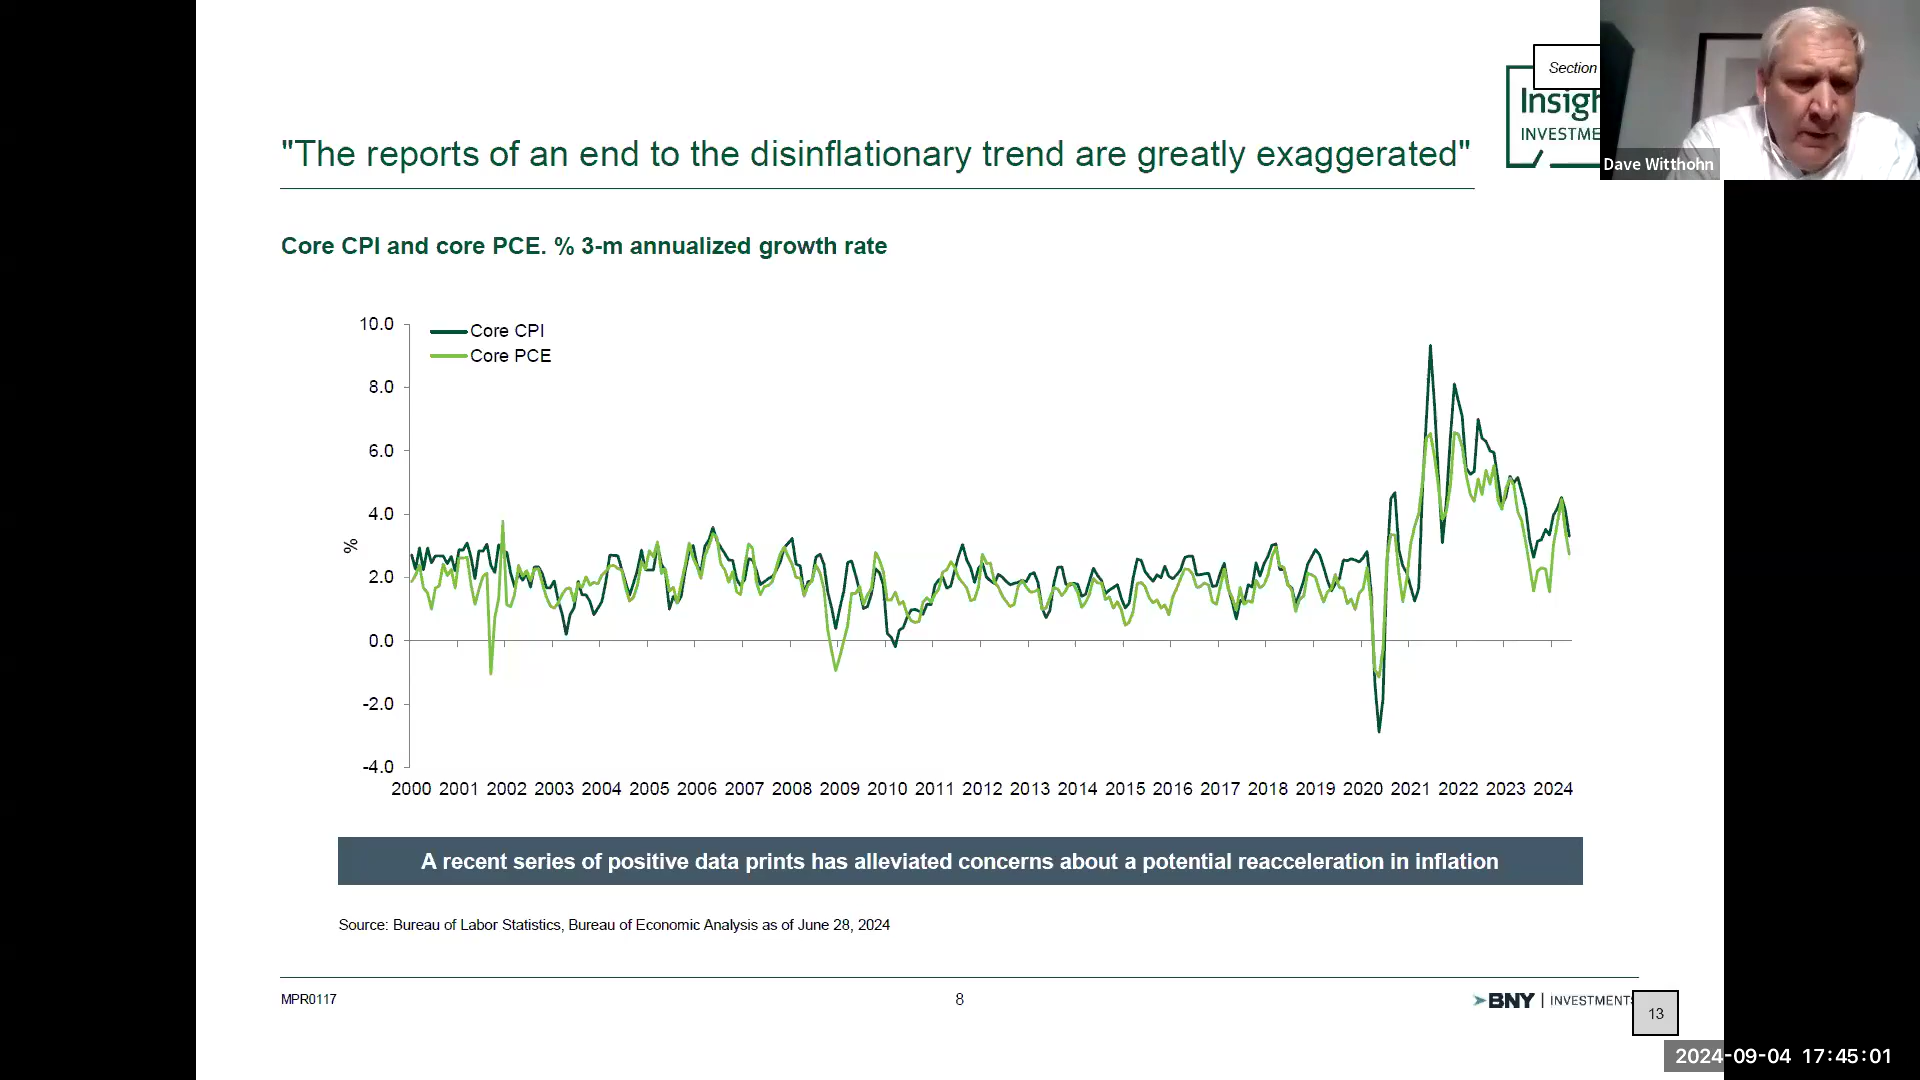 Section
Insigh
INVESTME
Dave Witthohn
"The reports of an end to the disinflationary trend are greatly exaggerated"
Core CPI and core PCE. % 3-m annualized growth rate
Core CPI
Core PCE
%
10.0
8.0
6.0
4.0
2.0
0.0
-2.0
-4.0
2000 2001 2002 2003 2004 2005 2006 2007 2008 2009 2010 2011 2012 2013 2014 2015 2016 2017 2018 2019 2020 2021 2022 2023 2024
A recent series of positive data prints has alleviated concerns about a potential reacceleration in inflation
Source: Bureau of Labor Statistics, Bureau of Economic Analysis as of June 28, 2024
MPR0117
8
BNY | INVESTMENTS
13
2024-09-04 17:45:01